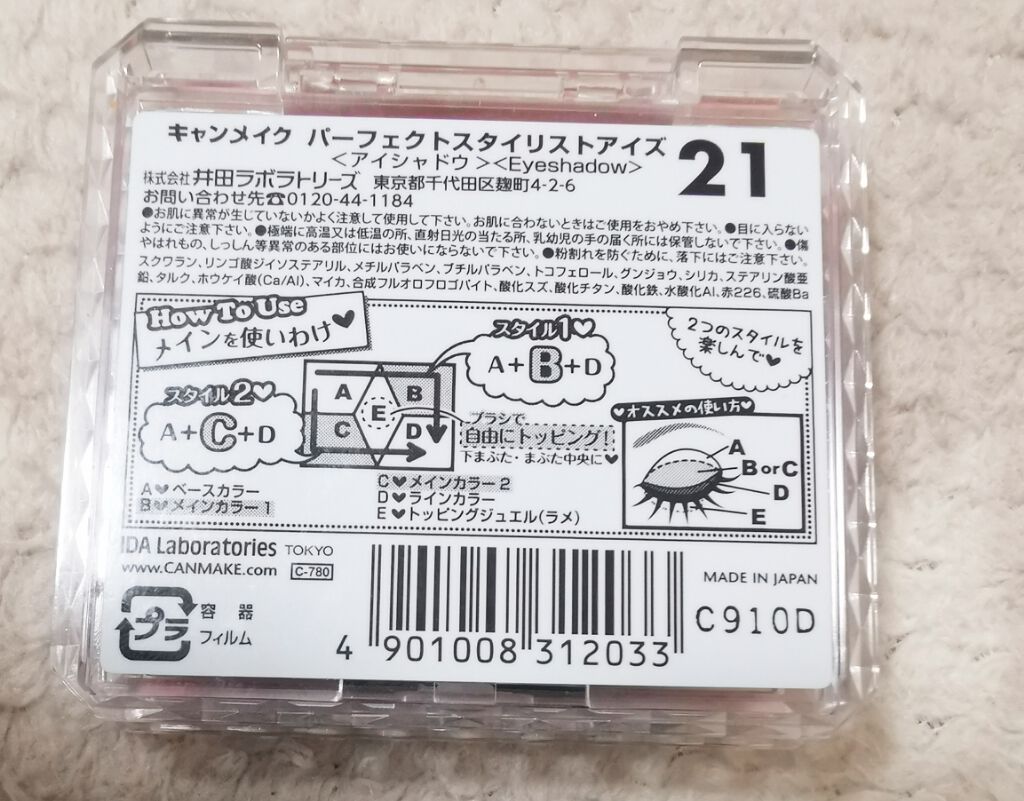 キャンメイク パーフェクトスタイリストアイズ 21
<アイシャドウ><Eyeshadow>
株式会社 井田ラボラトリーズ 東京都千代田区麹町4-2-6
お問い合わせ先☎0120-44-1184
●お肌に異常が生じていないかよく注意して使用して下さい。お肌に合わないときはご使用をおやめ下さい。●目に入らない
ようにご注意下さい。●極端に高温又は低温の所、直射日光の当たる所、乳幼児の手の届く所には保管しないで下さい。●傷
やはれもの、しっしん等異常のある部位にはお使いにならないで下さい。●粉割れを防ぐために、落下にはご注意下さい。
スクワラン、リンゴ酸ジイソステアリル、メチルパラベン、ブチルパラベン、トコフェロール、グンジョウ、シリカ、ステアリン酸亜
鉛、タルク、ホウケイ酸(Ca/Al)、マイカ、合成フルオロフロゴパイト、酸化スズ、酸化チタン、酸化鉄、水酸化Al、赤226、硫酸Ba
How To Use
メインを使いわけ♥
スタイル1♥
A+B+D
2つのスタイルを
楽しんで♥
スタイル2♥
A+C+D
A
B
E
C
D
ブラシで
自由にトッピング!
下まぶた・まぶた中央に♥
♥オススメの使い方♥
A
B or C
D
E
A♥ベースカラー
B♥メインカラー1
C♥メインカラー2
D♥ラインカラー
E♥トッピングジュエル(ラメ)
IDA Laboratories TOKYO
www.CANMAKE.com C-780
プラ
容器
フィルム
4 901008 312033
MADE IN JAPAN
C910D